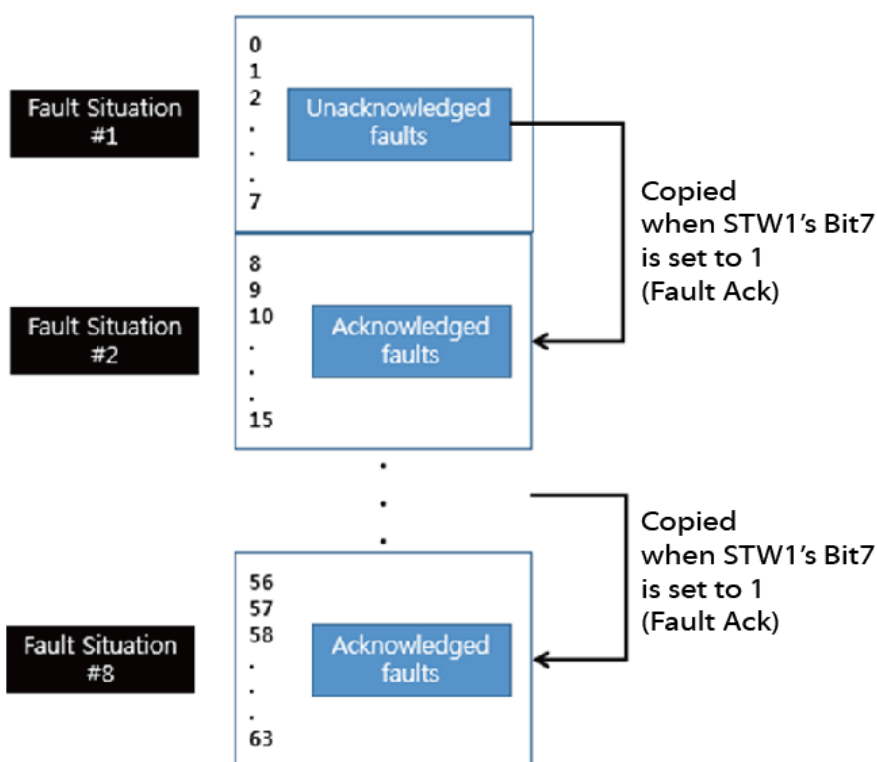 Fault Situation
#1
0
1
2
.
.
.
7
Unacknowledged
faults
Copied
when STW1's Bit7
is set to 1
(Fault Ack)
Fault Situation
#2
8
9
10
.
.
.
15
Acknowledged
faults
.
.
.
Copied
when STW1's Bit7
is set to 1
(Fault Ack)
Fault Situation
#8
56
57
58
.
.
.
63
Acknowledged
faults